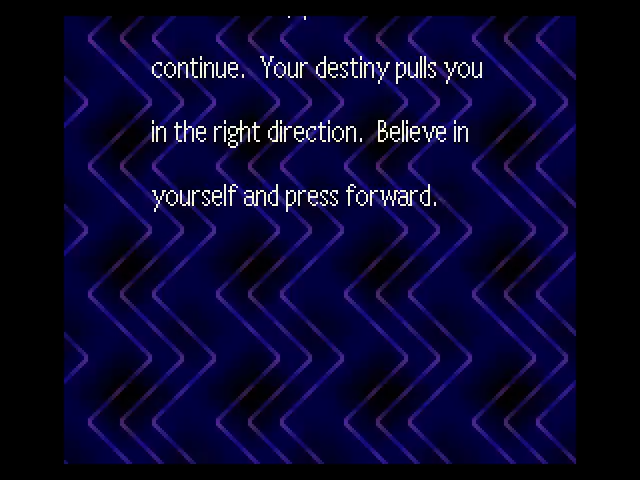 continue.  Your destiny pulls you
in the right direction.  Believe in
yourself and press forward.